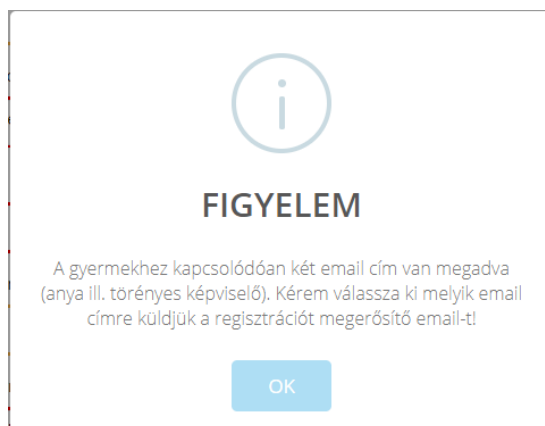 FIGYELEM
A gyermekhez kapcsolódóan két email cím van megadva
(anya ill. törényes képviselő). Kérem válassza ki melyik email
címre küldjük a regisztrációt megerősítő email-t!
OK